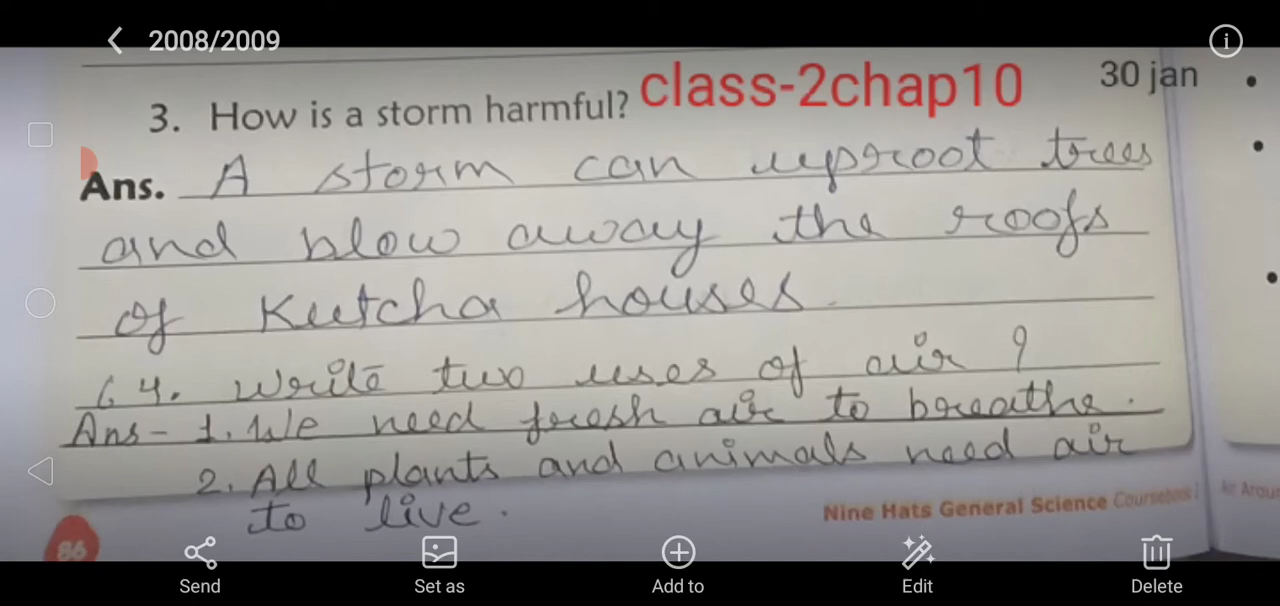 2008/2009
class-2chap10
30 jan
3. How is a storm harmful?
Ans. A storm can uproot trees
and blow away the roofs
of Kutcha houses.
4. Write two uses of air ?
Ans- 1. We need fresh air to breathe.
2. All plants and animals need air
to live.
Nine Hats General Science Coursebook
Air Arou
86
Send
Set as
Add to
Edit
Delete